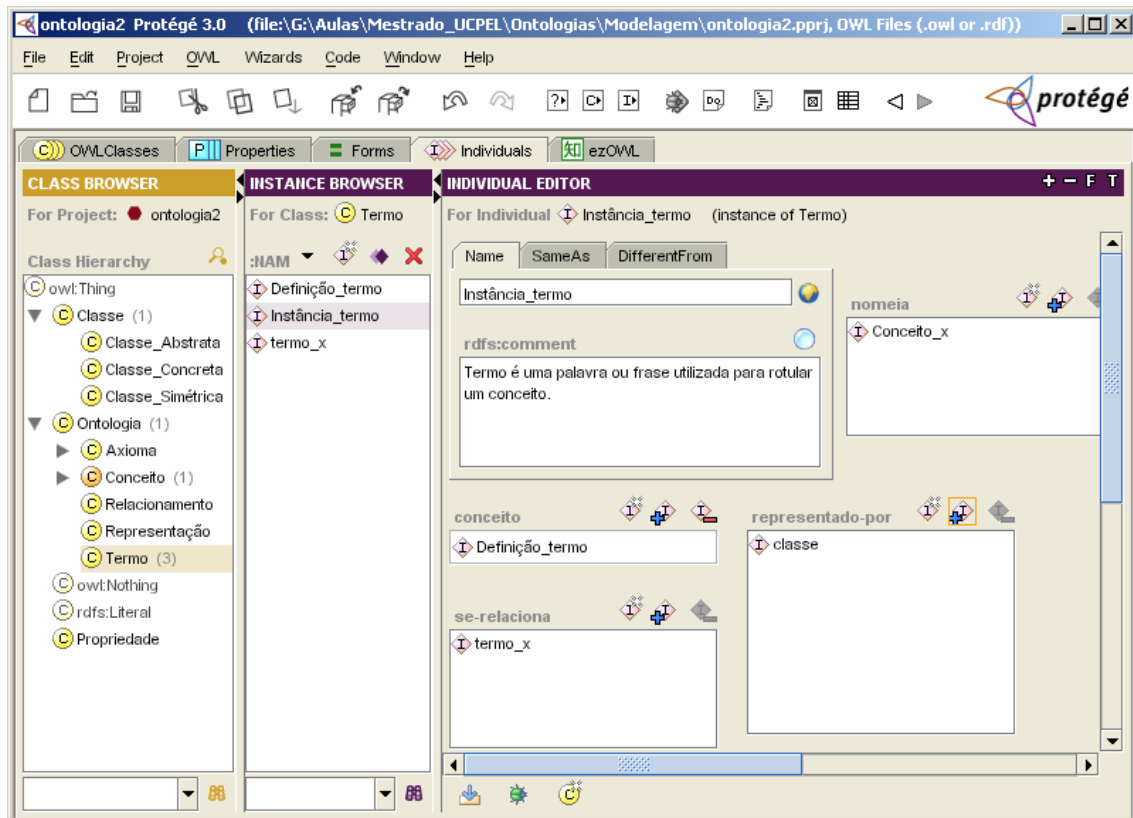 ontologia2 Protégé 3.0 (file:\G:\Aulas\Mestrado_UCPEL\Ontologias\Modelagem\ontologia2.pprj, OWL Files (.owl or .rdf))
File Edit Project OWL Wizards Code Window Help
protégé
OWLClasses Properties Forms Individuals ezOWL
CLASS BROWSER
For Project: ontologia2
Class Hierarchy
owl:Thing
Classe (1)
Classe_Abstrata
Classe_Concreta
Classe_Simétrica
Ontologia (1)
Axioma
Conceito (1)
Relacionamento
Representação
Termo (3)
owl:Nothing
rdfs:Literal
Propriedade
INSTANCE BROWSER
For Class: Termo
:NAM
Definição_termo
Instância_termo
termo_x
INDIVIDUAL EDITOR + − F T
For Individual Instância_termo (instance of Termo)
Name SameAs DifferentFrom
Instância_termo
rdfs:comment
Termo é uma palavra ou frase utilizada para rotular
um conceito.
nomeia
Conceito_x
conceito
Definição_termo
representado-por
classe
se-relaciona
termo_x